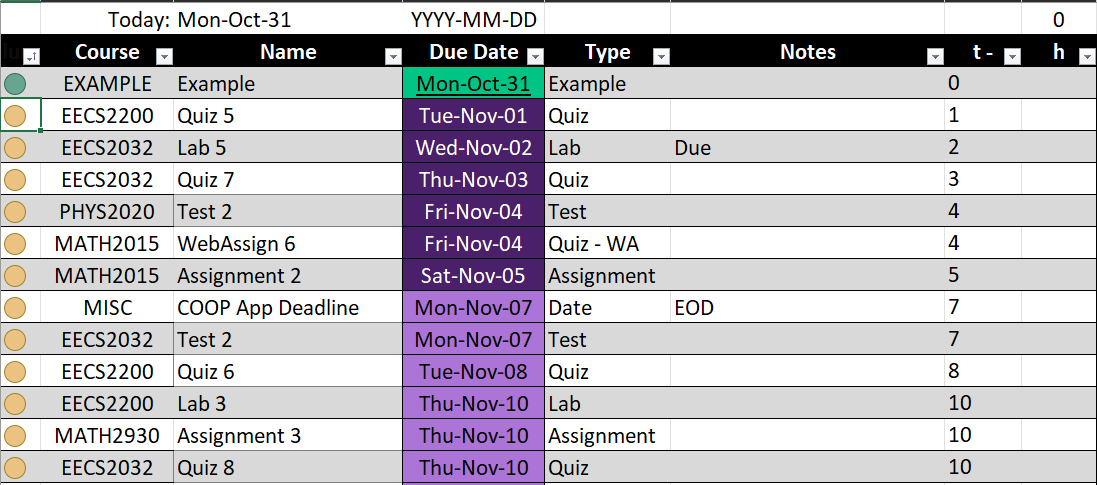 Today: Mon-Oct-31 YYYY-MM-DD 0
Course Name Due Date Type Notes t - h
EXAMPLE Example Mon-Oct-31 Example 0
EECS2200 Quiz 5 Tue-Nov-01 Quiz 1
EECS2032 Lab 5 Wed-Nov-02 Lab Due 2
EECS2032 Quiz 7 Thu-Nov-03 Quiz 3
PHYS2020 Test 2 Fri-Nov-04 Test 4
MATH2015 WebAssign 6 Fri-Nov-04 Quiz - WA 4
MATH2015 Assignment 2 Sat-Nov-05 Assignment 5
MISC COOP App Deadline Mon-Nov-07 Date EOD 7
EECS2032 Test 2 Mon-Nov-07 Test 7
EECS2200 Quiz 6 Tue-Nov-08 Quiz 8
EECS2200 Lab 3 Thu-Nov-10 Lab 10
MATH2930 Assignment 3 Thu-Nov-10 Assignment 10
EECS2032 Quiz 8 Thu-Nov-10 Quiz 10